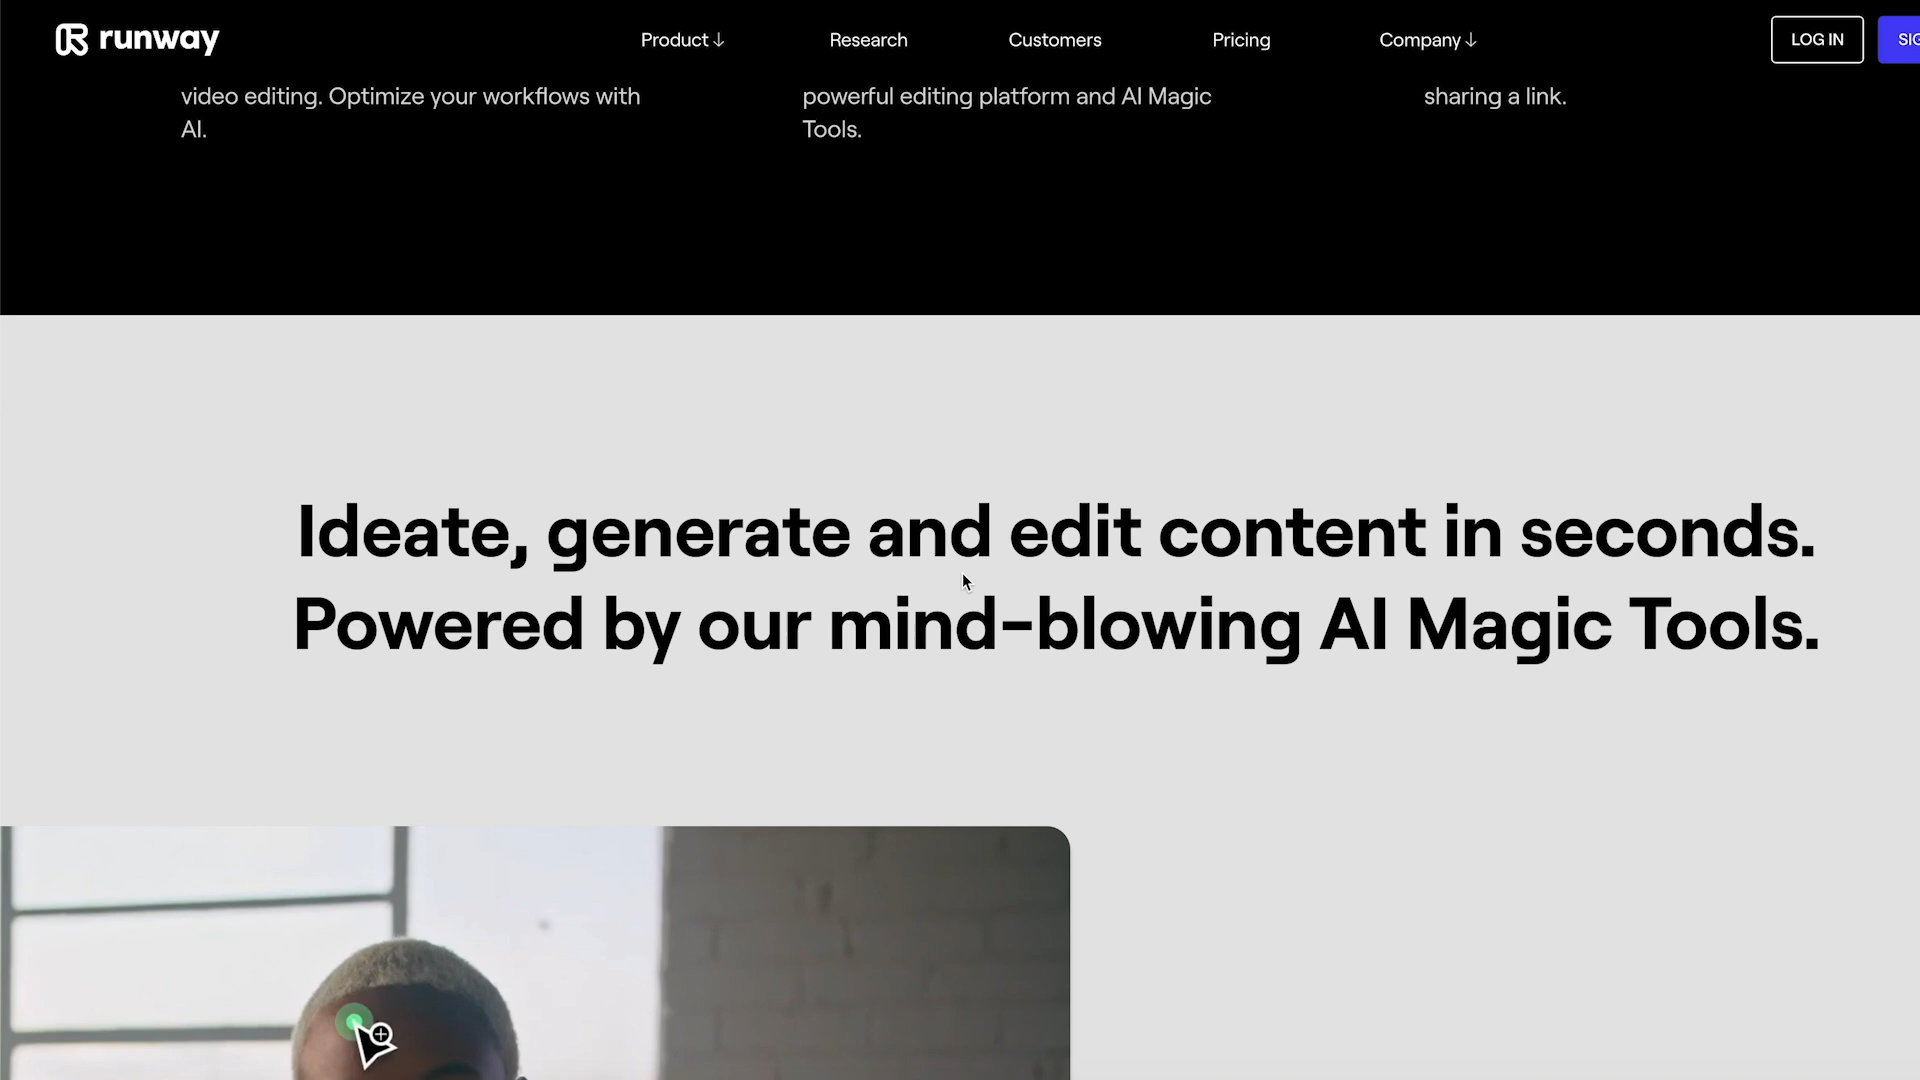 runway
Product ↓
Research
Customers
Pricing
Company ↓
LOG IN
video editing. Optimize your workflows with
AI.
powerful editing platform and AI Magic
Tools.
sharing a link.
Ideate, generate and edit content in seconds.
Powered by our mind-blowing AI Magic Tools.